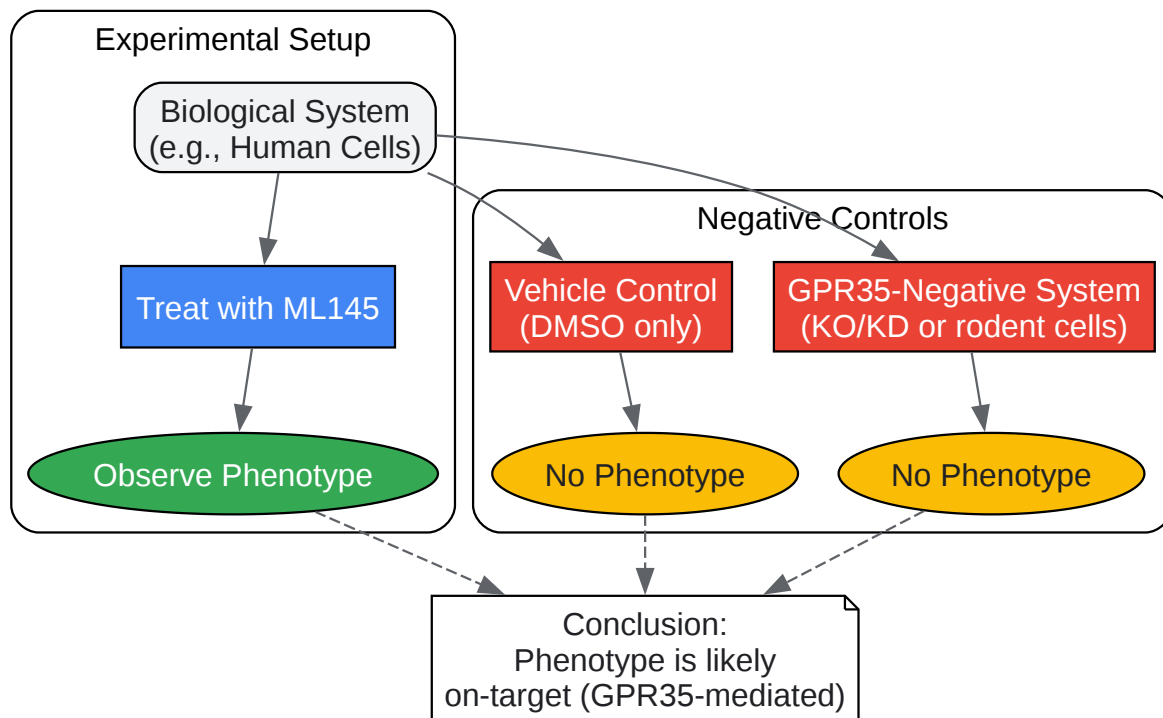 Experimental Setup
Biological System
(e.g., Human Cells)
Negative Controls
Treat with ML145
Vehicle Control
(DMSO only)
GPR35-Negative System
(KO/KD or rodent cells)
Observe Phenotype
No Phenotype
No Phenotype
Conclusion:
Phenotype is likely
on-target (GPR35-mediated)